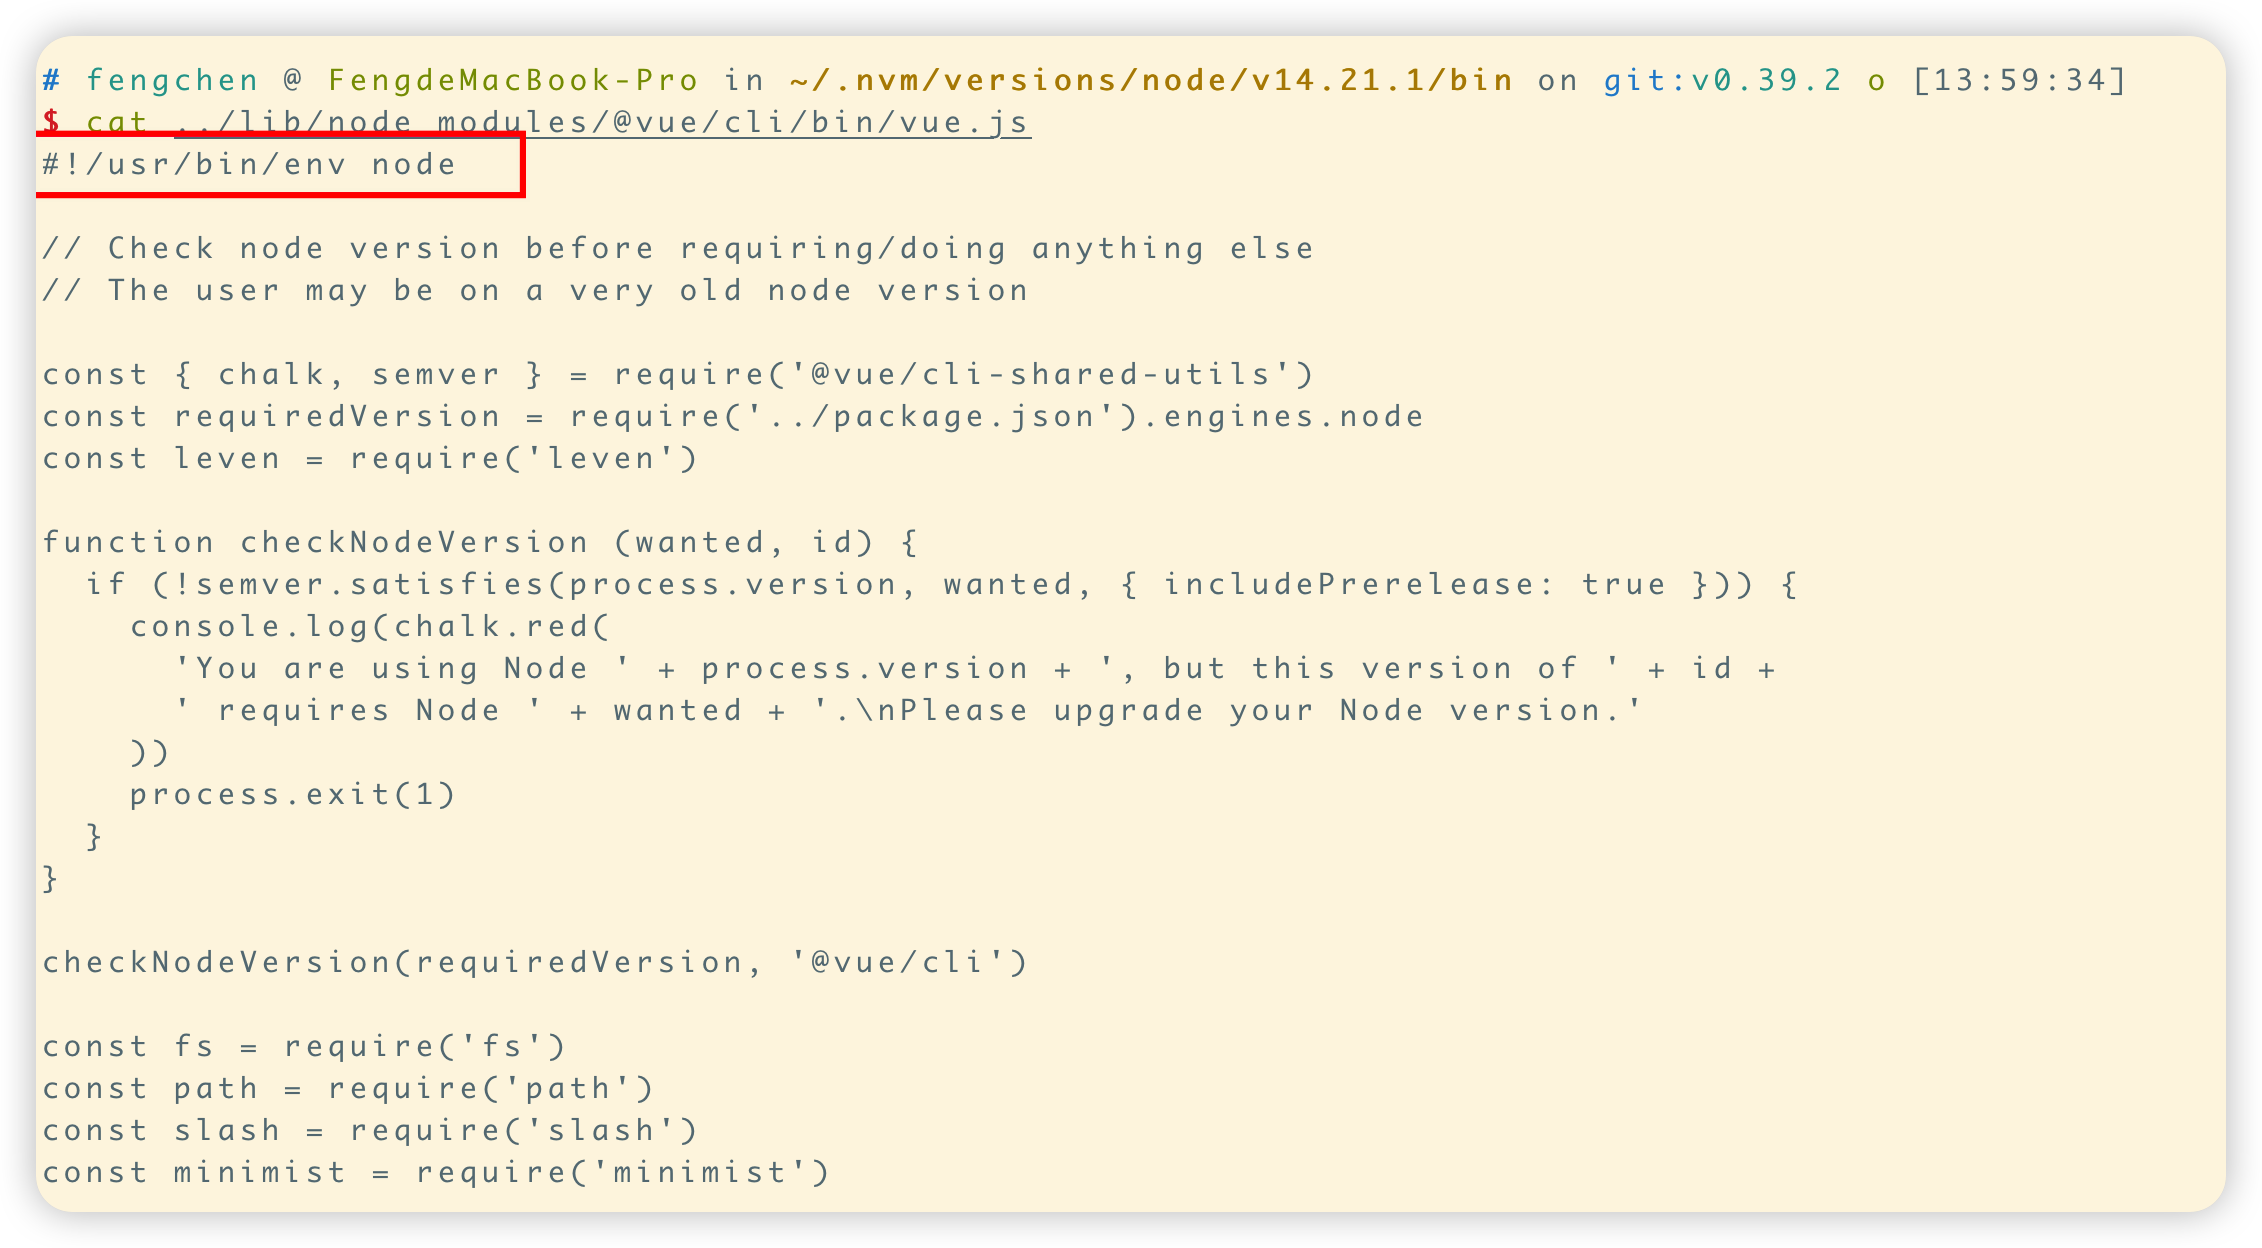 # fengchen @ FengdeMacBook-Pro in ~/.nvm/versions/node/v14.21.1/bin on git:v0.39.2 o [13:59:34]
$ cat ../lib/node_modules/@vue/cli/bin/vue.js
#!/usr/bin/env node

// Check node version before requiring/doing anything else
// The user may be on a very old node version

const { chalk, semver } = require('@vue/cli-shared-utils')
const requiredVersion = require('../package.json').engines.node
const leven = require('leven')

function checkNodeVersion (wanted, id) {
  if (!semver.satisfies(process.version, wanted, { includePrerelease: true })) {
    console.log(chalk.red(
      'You are using Node ' + process.version + ', but this version of ' + id +
      ' requires Node ' + wanted + '.\nPlease upgrade your Node version.'
    ))
    process.exit(1)
  }
}

checkNodeVersion(requiredVersion, '@vue/cli')

const fs = require('fs')
const path = require('path')
const slash = require('slash')
const minimist = require('minimist')